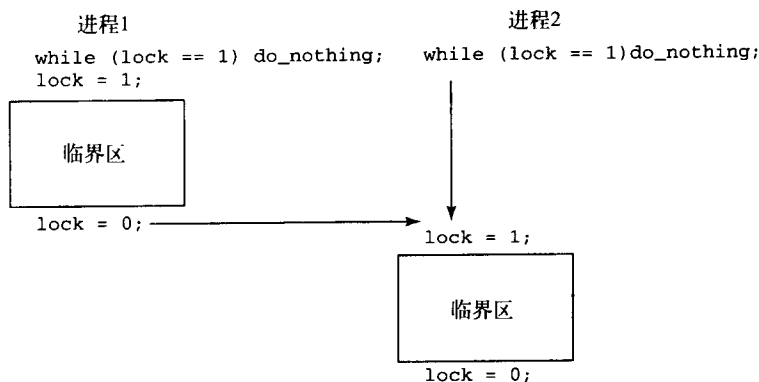 进程1
while (lock == 1) do_nothing;
lock = 1;
临界区
lock = 0;
进程2
while (lock == 1)do_nothing;
lock = 1;
临界区
lock = 0;